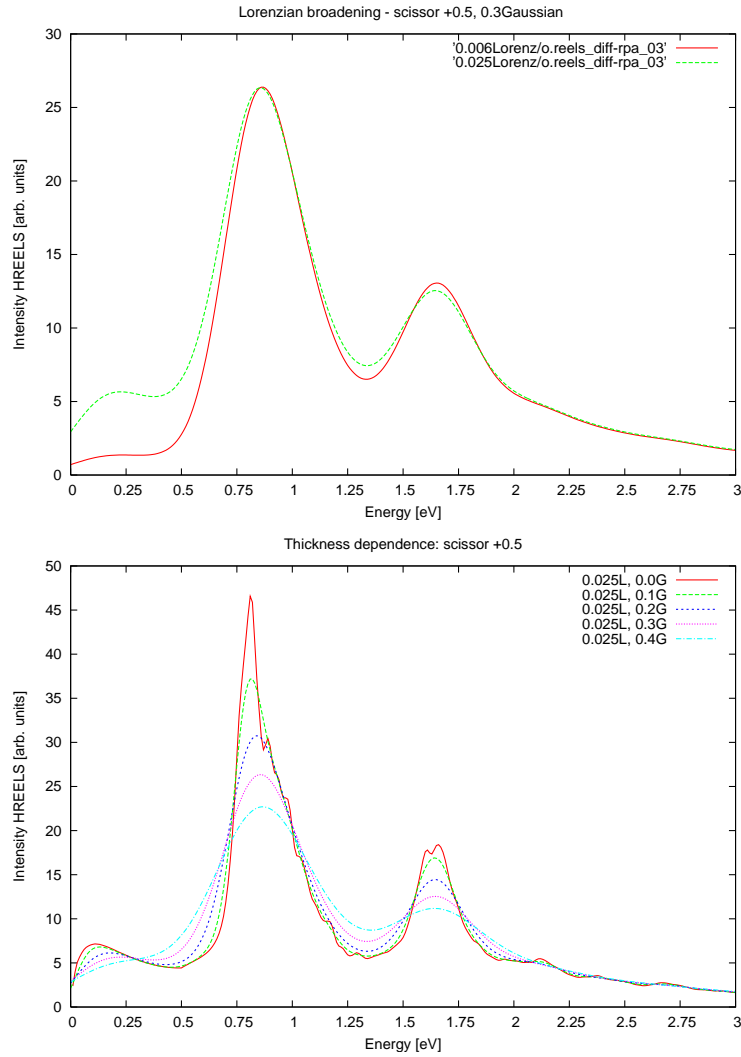 Lorenzian broadening - scissor +0.5, 0.3Gaussian
'0.006Lorenz/o.reels_diff-rpa_03'
'0.025Lorenz/o.reels_diff-rpa_03'
Intensity HREELS [arb. units]
30
25
20
15
10
5
0
0 0.25 0.5 0.75 1 1.25 1.5 1.75 2 2.25 2.5 2.75 3
Energy [eV]
Thickness dependence: scissor +0.5
0.025L, 0.0G
0.025L, 0.1G
0.025L, 0.2G
0.025L, 0.3G
0.025L, 0.4G
Intensity HREELS [arb. units]
50
45
40
35
30
25
20
15
10
5
0
0 0.25 0.5 0.75 1 1.25 1.5 1.75 2 2.25 2.5 2.75 3
Energy [eV]